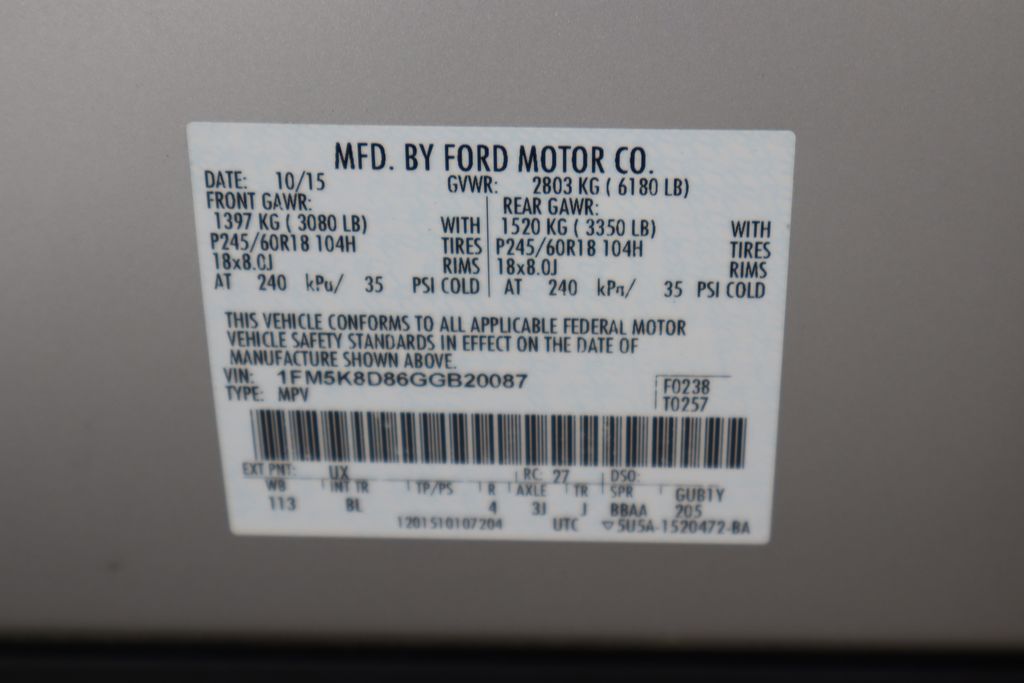 MFD. BY FORD MOTOR CO.
DATE: 10/15 GVWR: 2803 KG ( 6180 LB)
FRONT GAWR: REAR GAWR:
1397 KG ( 3080 LB) WITH 1520 KG ( 3350 LB) WITH
P245/60R18 104H TIRES P245/60R18 104H TIRES
18x8.0J RIMS 18x8.0J RIMS
AT 240 kPa/ 35 PSI COLD AT 240 kPa/ 35 PSI COLD
THIS VEHICLE CONFORMS TO ALL APPLICABLE FEDERAL MOTOR
VEHICLE SAFETY STANDARDS IN EFFECT ON THE DATE OF
MANUFACTURE SHOWN ABOVE.
VIN: 1FM5K8D86GGB20087 F0238
TYPE: MPV T0257
EXT PNT: UX RC: 27 DSO:
WB INT TR TP/PS R AXLE TR SPR GUB1Y
113 BL 4 3J J BBAA 205
1201510107204 UTC ▽5U5A-1520472-BA